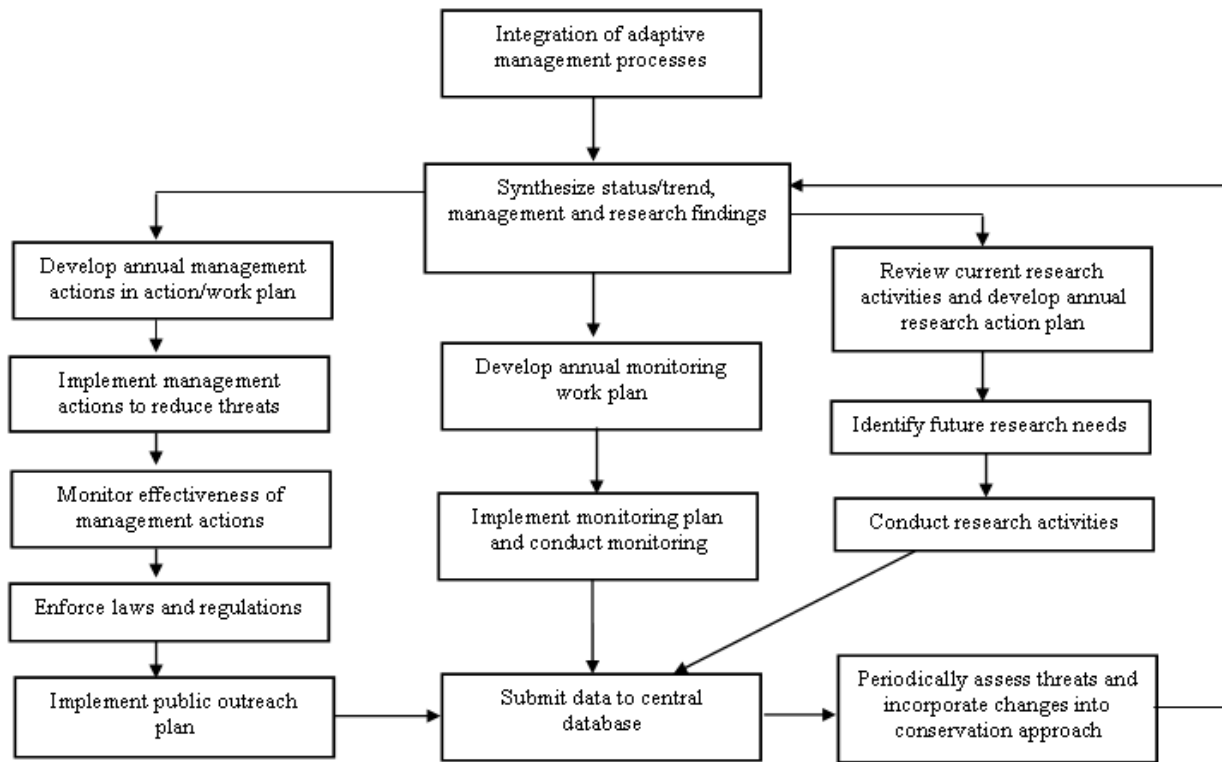 Integration of adaptive
management processes
Synthesize status/trend,
management and research findings
Develop annual management
actions in action/work plan
Implement management
actions to reduce threats
Monitor effectiveness of
management actions
Enforce laws and regulations
Implement public outreach
plan
Develop annual monitoring
work plan
Implement monitoring plan
and conduct monitoring
Review current research
activities and develop annual
research action plan
Identify future research needs
Conduct research activities
Submit data to central
database
Periodically assess threats and
incorporate changes into
conservation approach